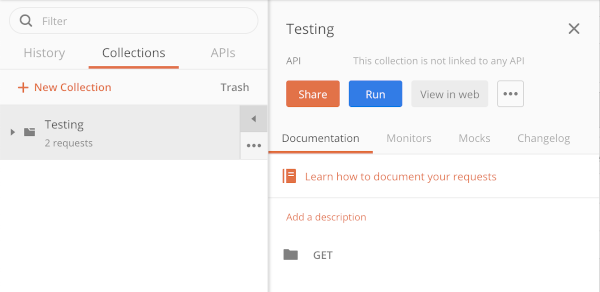 Filter
History Collections APIs
+ New Collection Trash
Testing
2 requests
Testing
API This collection is not linked to any API
Share Run View in web
Documentation Monitors Mocks Changelog
Learn how to document your requests
Add a description
GET